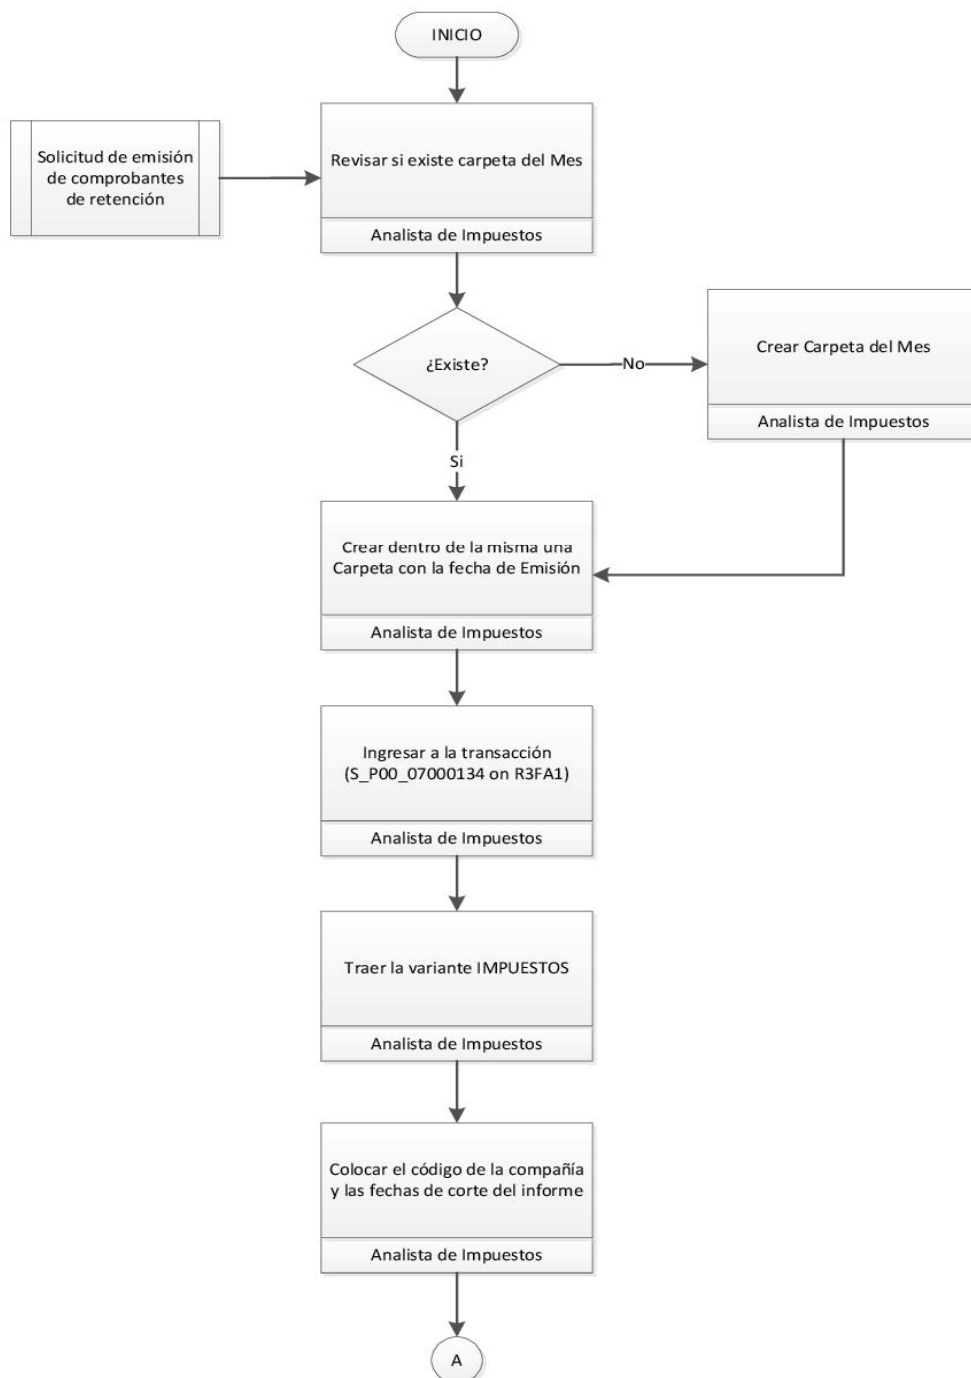 INICIO
Solicitud de emisión
de comprobantes
de retención
Revisar si existe carpeta del Mes
Analista de Impuestos
¿Existe?
No
Crear Carpeta del Mes
Analista de Impuestos
Si
Crear dentro de la misma una
Carpeta con la fecha de Emisión
Analista de Impuestos
Ingresar a la transacción
(S_P00_07000134 on R3FA1)
Analista de Impuestos
Traer la variante IMPUESTOS
Analista de Impuestos
Colocar el código de la compañía
y las fechas de corte del informe
Analista de Impuestos
A